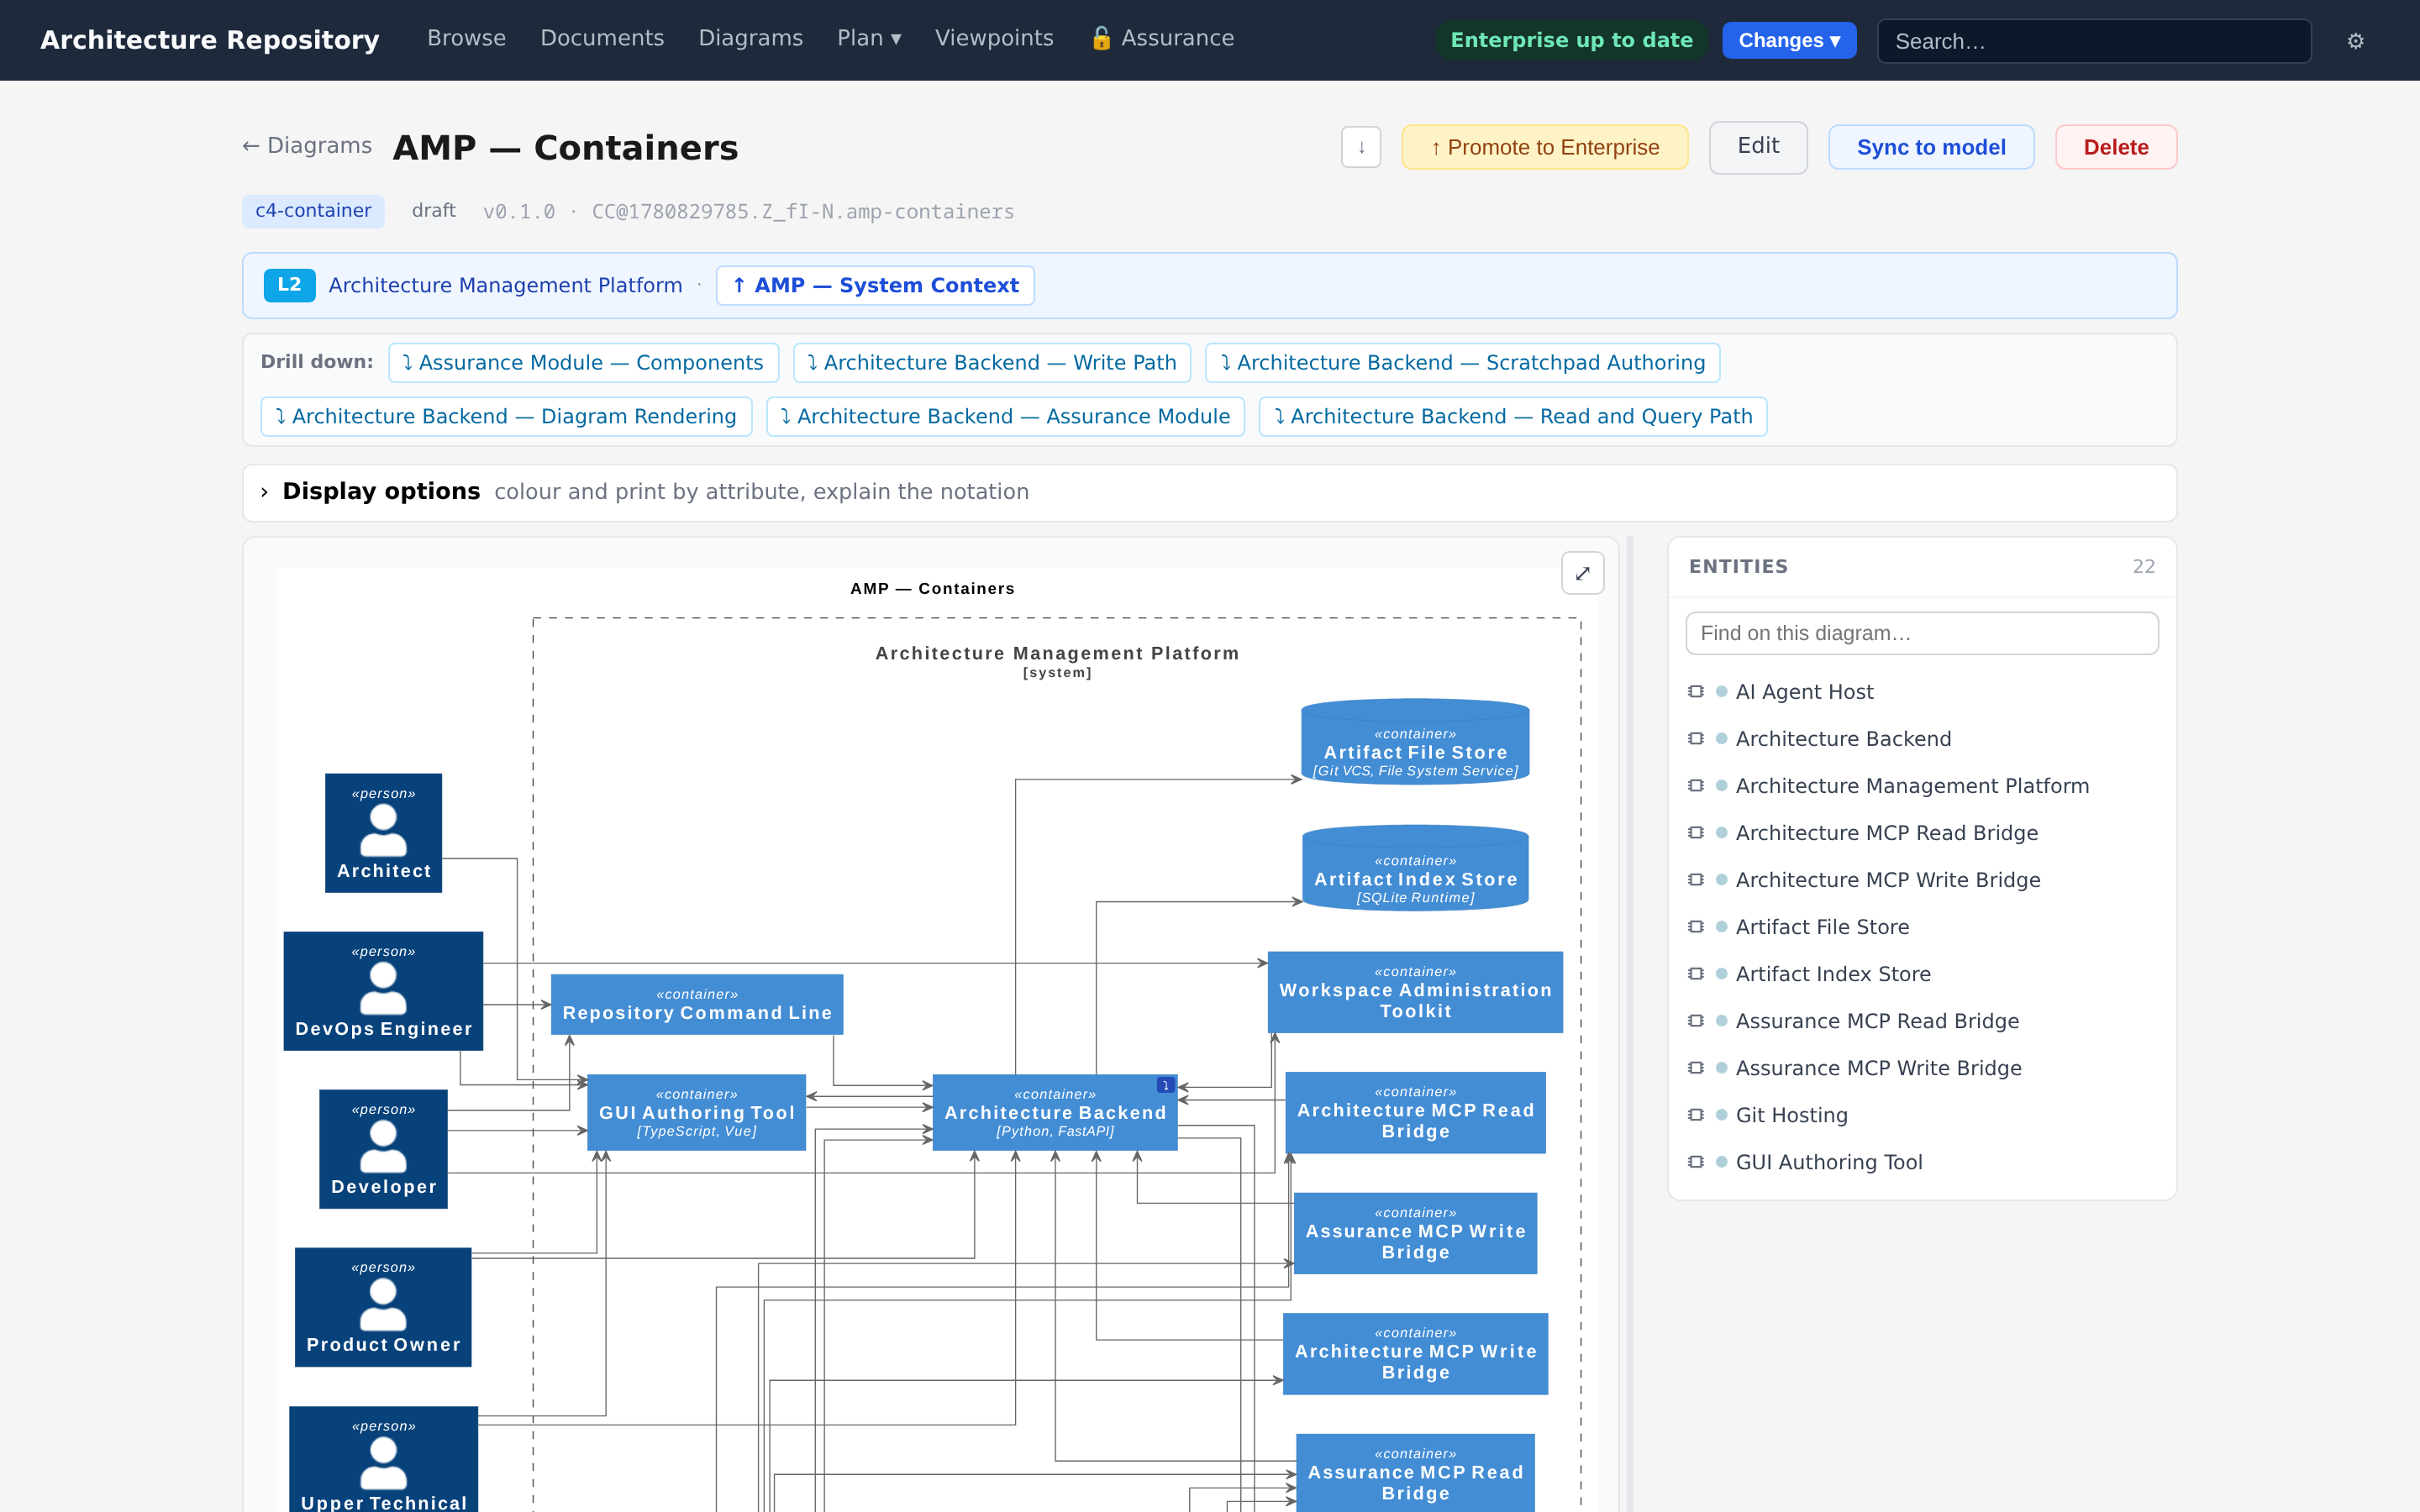 Architecture Repository
Browse
Documents
Diagrams
Plan ▾
Viewpoints
🔓 Assurance
Enterprise up to date
Changes ▾
Search…
← Diagrams
AMP — Containers
↓
↑ Promote to Enterprise
Edit
Sync to model
Delete
c4-container
draft
v0.1.0 · CC@1780829785.Z_fI-N.amp-containers
L2
Architecture Management Platform ·
↑ AMP — System Context
Drill down:
⤵ Assurance Module — Components
⤵ Architecture Backend — Write Path
⤵ Architecture Backend — Scratchpad Authoring
⤵ Architecture Backend — Diagram Rendering
⤵ Architecture Backend — Assurance Module
⤵ Architecture Backend — Read and Query Path
› Display options colour and print by attribute, explain the notation
AMP — Containers
Architecture Management Platform
[system]
«container»
Artifact File Store
[Git VCS, File System Service]
«container»
Artifact Index Store
[SQLite Runtime]
«person»
Architect
«person»
DevOps Engineer
«container»
Repository Command Line
«container»
Workspace Administration
Toolkit
«container»
GUI Authoring Tool
[TypeScript, Vue]
«container»
Architecture Backend
[Python, FastAPI]
«container»
Architecture MCP Read
Bridge
«person»
Developer
«container»
Assurance MCP Write
Bridge
«person»
Product Owner
«container»
Architecture MCP Write
Bridge
«person»
Upper Technical
«container»
Assurance MCP Read
Bridge
ENTITIES
22
Find on this diagram…
AI Agent Host
Architecture Backend
Architecture Management Platform
Architecture MCP Read Bridge
Architecture MCP Write Bridge
Artifact File Store
Artifact Index Store
Assurance MCP Read Bridge
Assurance MCP Write Bridge
Git Hosting
GUI Authoring Tool